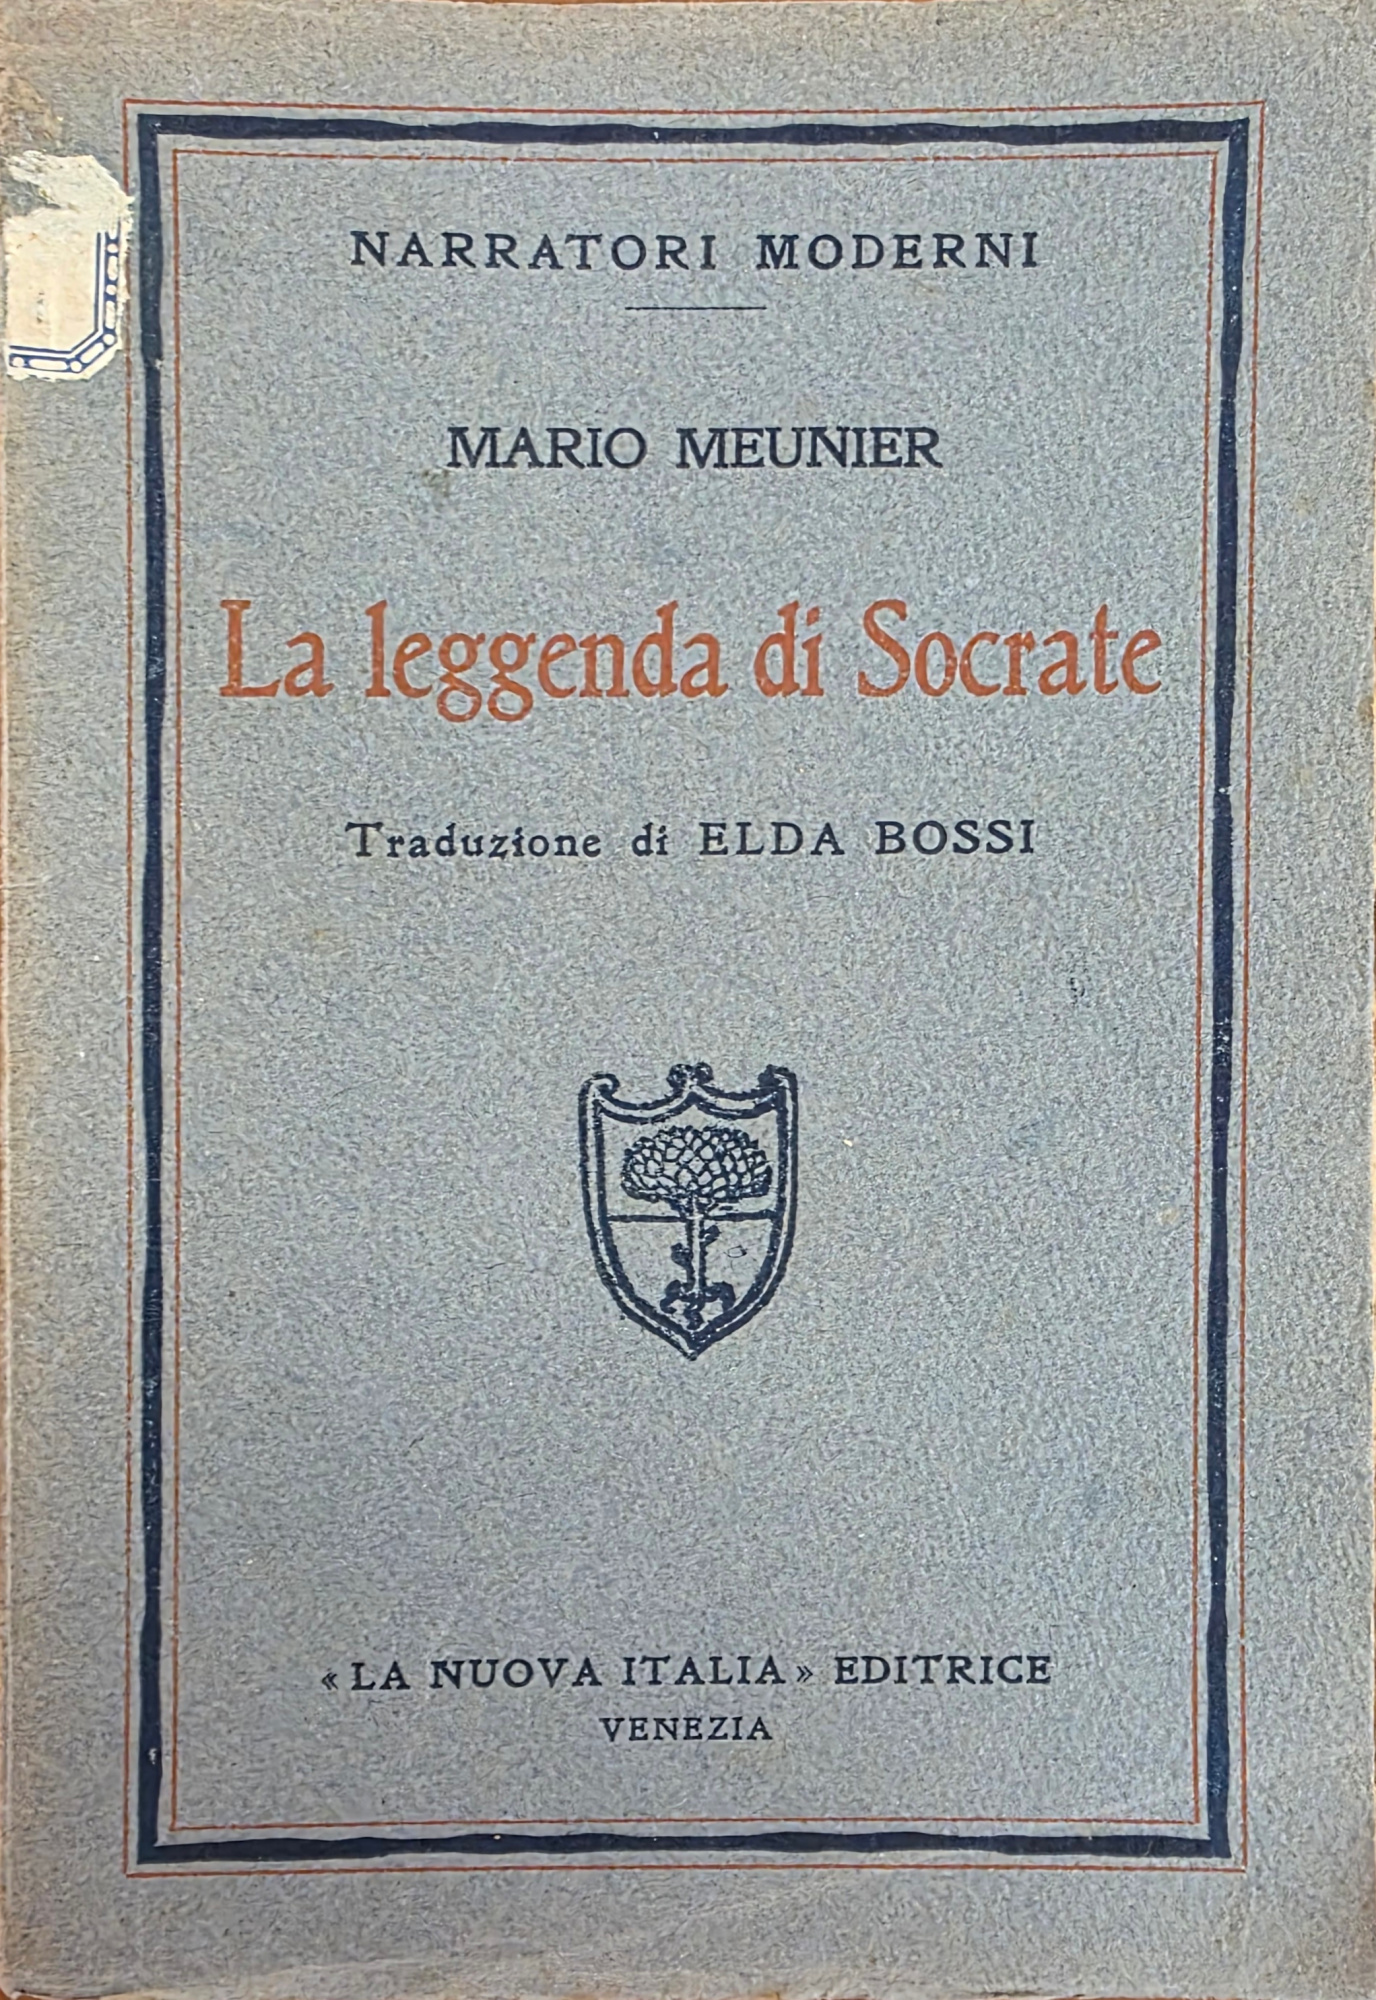 NARRATORI MODERNI
MARIO MEUNIER
La leggenda di Socrate
Traduzione di ELDA BOSSI
« LA NUOVA ITALIA » EDITRICE
VENEZIA